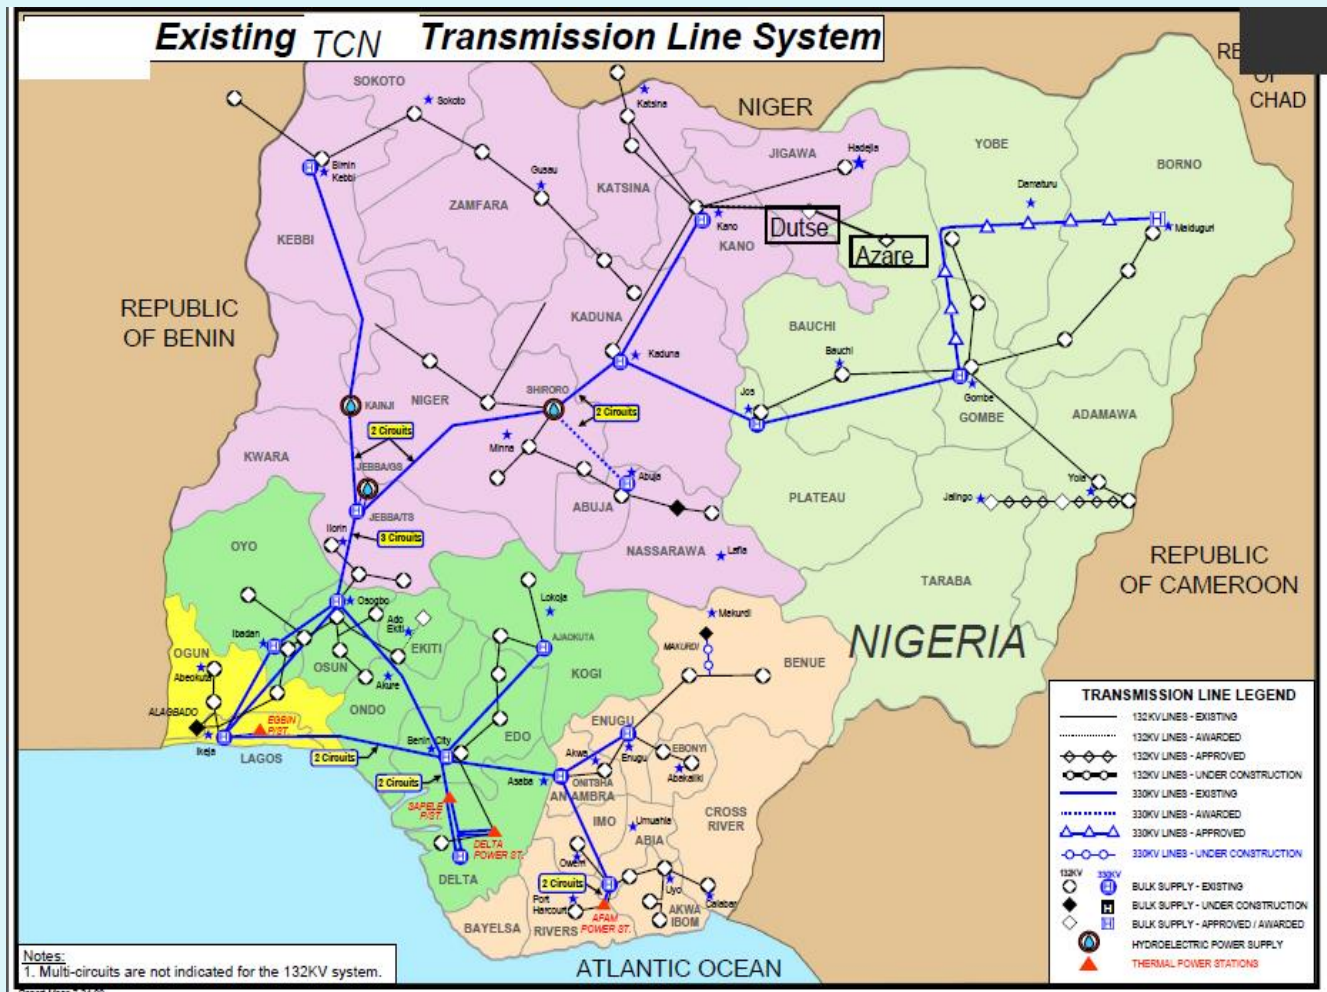 Existing TCN Transmission Line System
RE
OF
CHAD
SOKOTO
Sokoto
Katsina
NIGER
JIGAWA
Hadejia
YOBE
BORNO
Birnin
Kebbi
Gusau
KATSINA
ZAMFARA
Damaturu
Maiduguri
KEBBI
Kano
KANO
Dutse
Azare
REPUBLIC
OF BENIN
KADUNA
BAUCHI
Bauchi
Kaduna
SHIRORO
KAINJI
NIGER
2 Circuits
Jos
Gombe
GOMBE
ADAMAWA
2 Circuits
Minna
KWARA
JEBBA/GS
Abuja
PLATEAU
Jalingo
Yola
JEBBA/TS
ABUJA
Ilorin
3 Circuits
OYO
NASSARAWA
Lafia
REPUBLIC
OF CAMEROON
TARABA
Osogbo
Lokoja
Makurdi
Ado
Ekiti
Ibadan
EKITI
AJAOKUTA
MAKURDI
NIGERIA
OGUN
Abeokuta
OSUN
Akure
KOGI
BENUE
ALAGBADO
EGBIN
P/ST.
ONDO
EDO
ENUGU
Ikeja
LAGOS
2 Circuits
Benin City
Akwa
Enugu
EBONYI
Abakaliki
2 Circuits
Asaba
ONITSHA
ANAMBRA
SAPELE
P/ST.
IMO
CROSS
RIVER
Umuahia
ABIA
DELTA
POWER ST.
Owerri
DELTA
2 Circuits
Uyo
Calabar
Port
Harcourt
AKWA
IBOM
BAYELSA
RIVERS
AFAM
POWER ST.
ATLANTIC OCEAN
TRANSMISSION LINE LEGEND
132KV LINES - EXISTING
132KV LINES - AWARDED
132KV LINES - APPROVED
132KV LINES - UNDER CONSTRUCTION
330KV LINES - EXISTING
330KV LINES - AWARDED
330KV LINES - APPROVED
330KV LINES - UNDER CONSTRUCTION
132KV 330KV
BULK SUPPLY - EXISTING
BULK SUPPLY - UNDER CONSTRUCTION
BULK SUPPLY - APPROVED / AWARDED
HYDROELECTRIC POWER SUPPLY
THERMAL POWER STATIONS
Notes:
1. Multi-circuits are not indicated for the 132KV system.